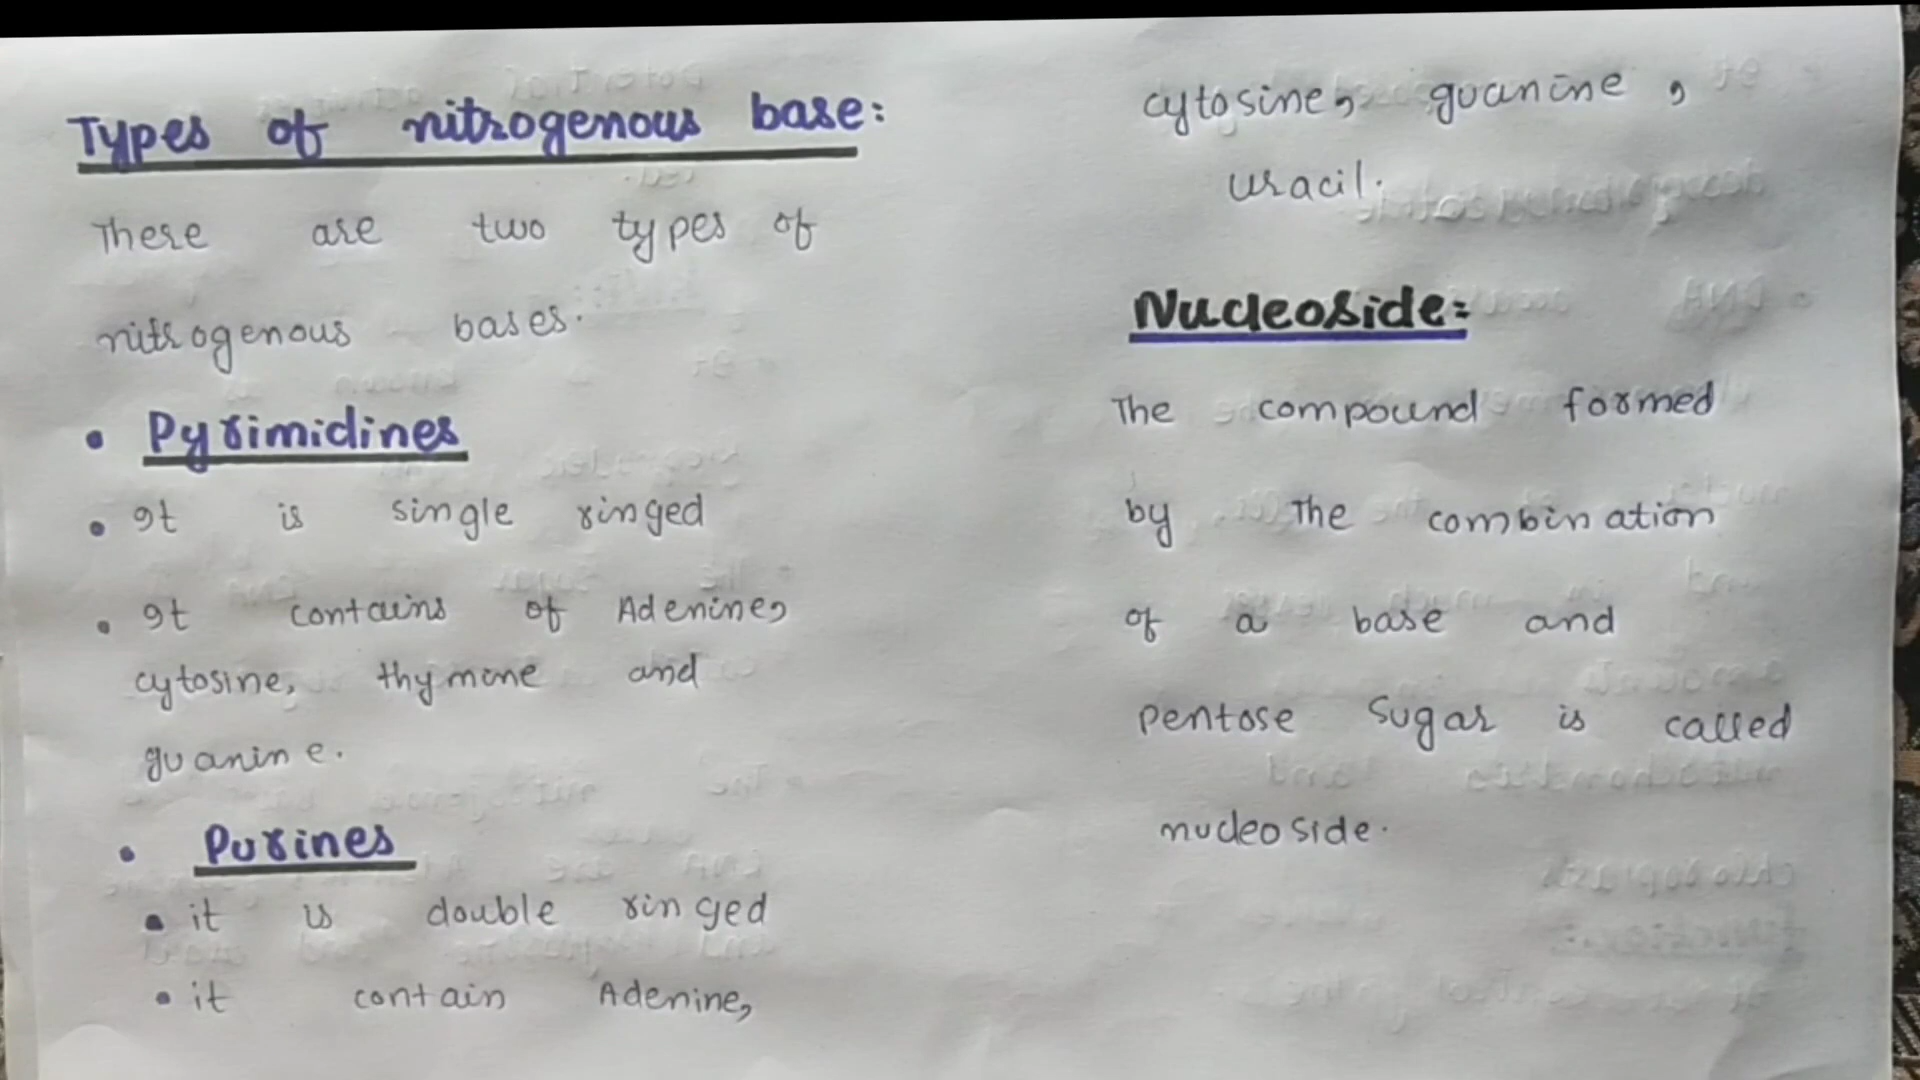 Types of nitrogenous base:
There are two types of
nitrogenous bases.
• Pyrimidines
• It is single ringed
• It contains of Adenine,
cytosine, thymine and
guanine.
• Purines
• it is double ringed
• it contain Adenine,
cytosine, guanine,
uracil.
Nucleoside:
The compound formed
by The combination
of a base and
pentose Sugar is called
nucleoside.